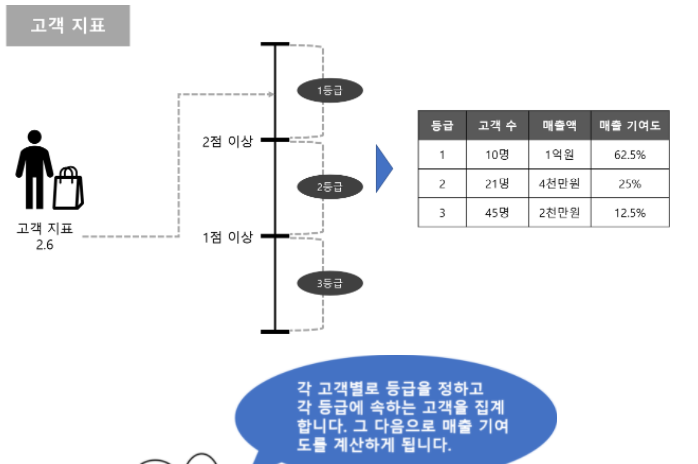 고객 지표
1등급
2점 이상
2등급
고객 지표
2.6
1점 이상
3등급
등급 고객 수 매출액 매출 기여도
1 10명 1억원 62.5%
2 21명 4천만원 25%
3 45명 2천만원 12.5%
각 고객별로 등급을 정하고
각 등급에 속하는 고객을 집계
합니다. 그 다음으로 매출 기여
도를 계산하게 됩니다.